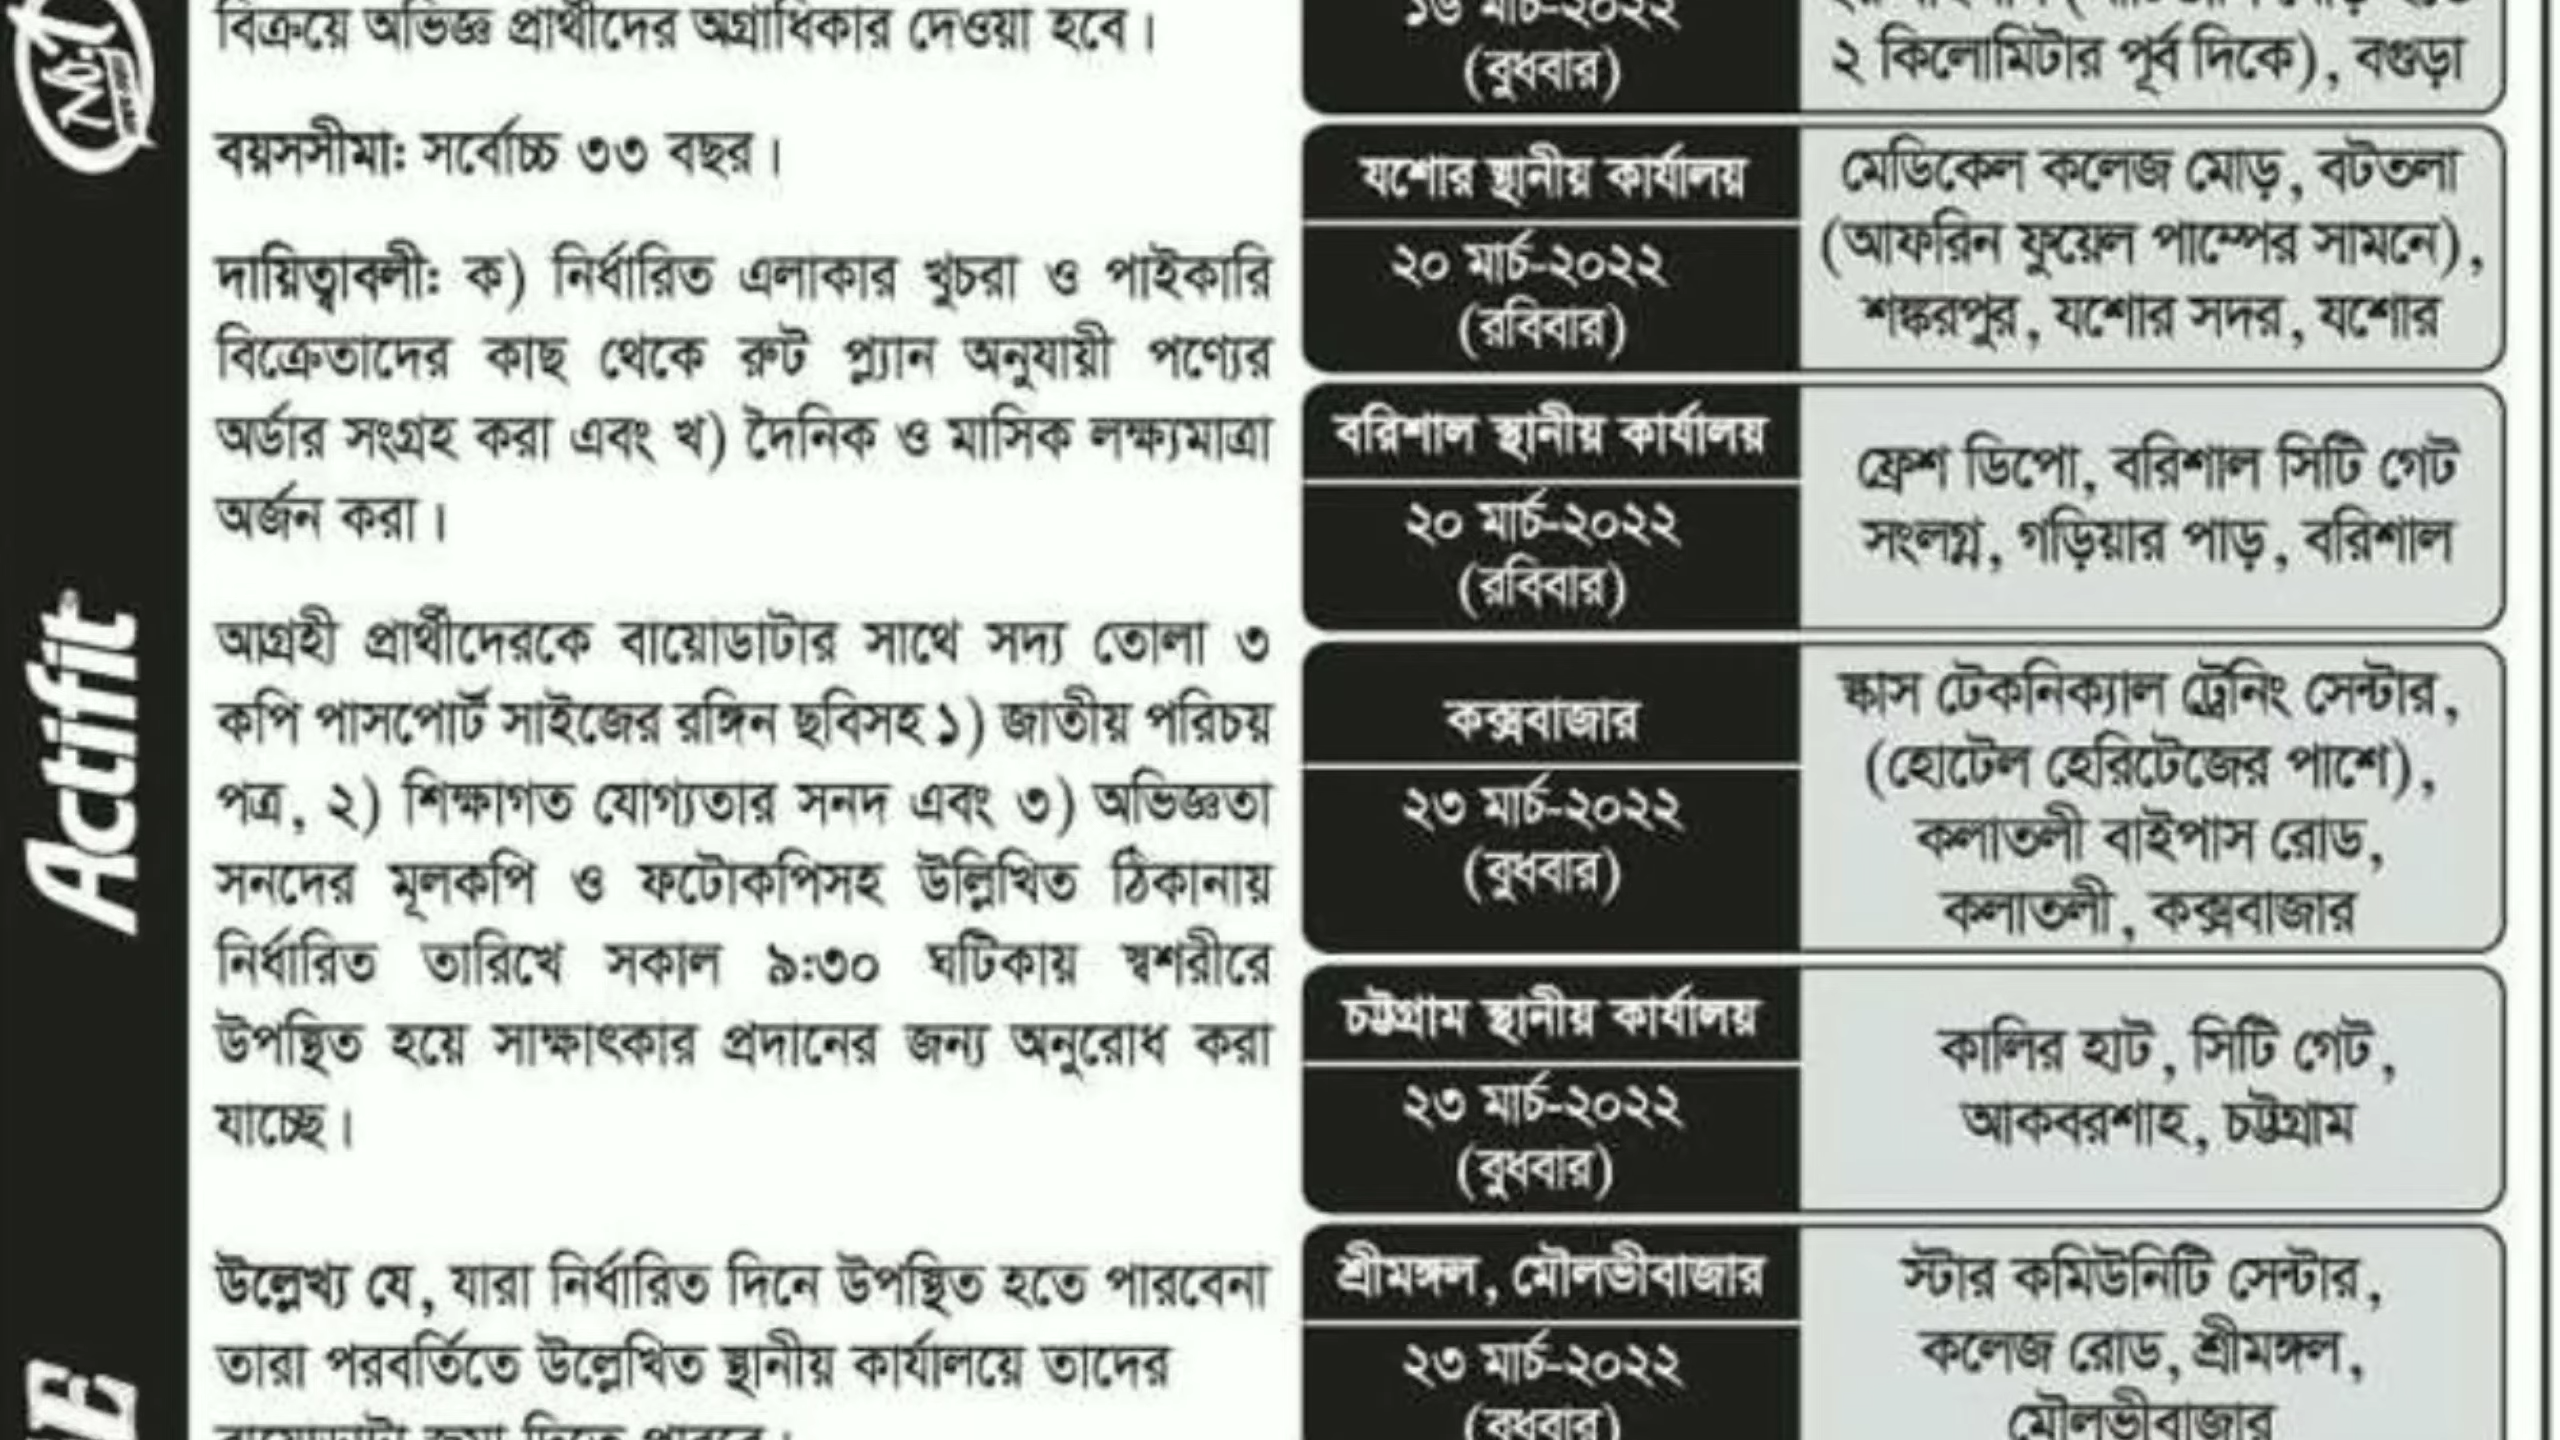 বিক্রয়ে অভিজ্ঞ প্রার্থীদের অগ্রাধিকার দেওয়া হবে।
বয়সসীমাঃ সর্বোচ্চ ৩৩ বছর।
দায়িত্বাবলীঃ ক) নির্ধারিত এলাকার খুচরা ও পাইকারি
বিক্রেতাদের কাছ থেকে রুট প্ল্যান অনুযায়ী পণ্যের
অর্ডার সংগ্রহ করা এবং খ) দৈনিক ও মাসিক লক্ষ্যমাত্রা
অর্জন করা।
আগ্রহী প্রার্থীদেরকে বায়োডাটার সাথে সদ্য তোলা ৩
কপি পাসপোর্ট সাইজের রঙ্গিন ছবিসহ ১) জাতীয় পরিচয়
পত্র, ২) শিক্ষাগত যোগ্যতার সনদ এবং ৩) অভিজ্ঞতা
সনদের মূলকপি ও ফটোকপিসহ উল্লিখিত ঠিকানায়
নির্ধারিত তারিখে সকাল ৯:৩০ ঘটিকায় স্বশরীরে
উপস্থিত হয়ে সাক্ষাৎকার প্রদানের জন্য অনুরোধ করা
যাচ্ছে।
উল্লেখ্য যে, যারা নির্ধারিত দিনে উপস্থিত হতে পারবেনা
তারা পরবর্তিতে উল্লেখিত স্থানীয় কার্যালয়ে তাদের
বায়োডাটা জমা দিতে পারবে।
১৬ মার্চ-২০২২
(বুধবার)
২ কিলোমিটার পূর্ব দিকে), বগুড়া
যশোর স্থানীয় কার্যালয়
২০ মার্চ-২০২২
(রবিবার)
মেডিকেল কলেজ মোড়, বটতলা
(আফরিন ফুয়েল পাম্পের সামনে),
শঙ্করপুর, যশোর সদর, যশোর
বরিশাল স্থানীয় কার্যালয়
২০ মার্চ-২০২২
(রবিবার)
ফ্রেশ ডিপো, বরিশাল সিটি গেট
সংলগ্ন, গড়িয়ার পাড়, বরিশাল
কক্সবাজার
২৩ মার্চ-২০২২
(বুধবার)
স্কাস টেকনিক্যাল ট্রেনিং সেন্টার,
(হোটেল হেরিটেজের পাশে),
কলাতলী বাইপাস রোড,
কলাতলী, কক্সবাজার
চট্টগ্রাম স্থানীয় কার্যালয়
২৩ মার্চ-২০২২
(বুধবার)
কালির হাট, সিটি গেট,
আকবরশাহ, চট্টগ্রাম
শ্রীমঙ্গল, মৌলভীবাজার
২৩ মার্চ-২০২২
(বুধবার)
স্টার কমিউনিটি সেন্টার,
কলেজ রোড, শ্রীমঙ্গল,
মৌলভীবাজার
Actifit